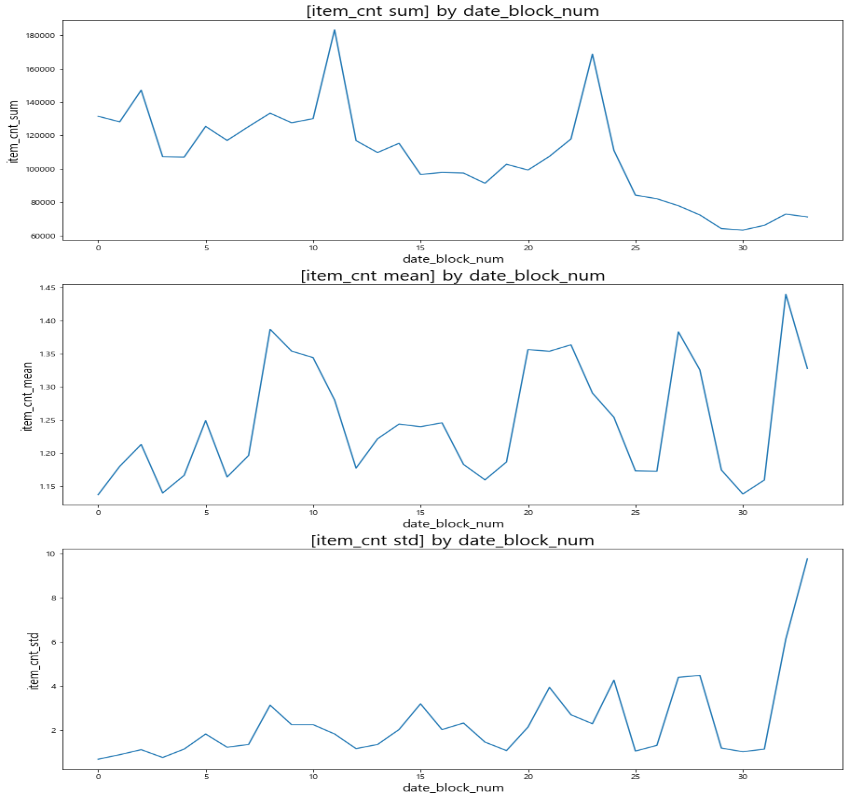 [item_cnt sum] by date_block_num
180000
160000
140000
120000
100000
80000
60000
item_cnt_sum
0 5 10 15 20 25 30
date_block_num
[item_cnt mean] by date_block_num
1.45
1.40
1.35
1.30
1.25
1.20
1.15
item_cnt_mean
0 5 10 15 20 25 30
date_block_num
[item_cnt std] by date_block_num
10
8
6
4
2
item_cnt_std
0 5 10 15 20 25 30
date_block_num